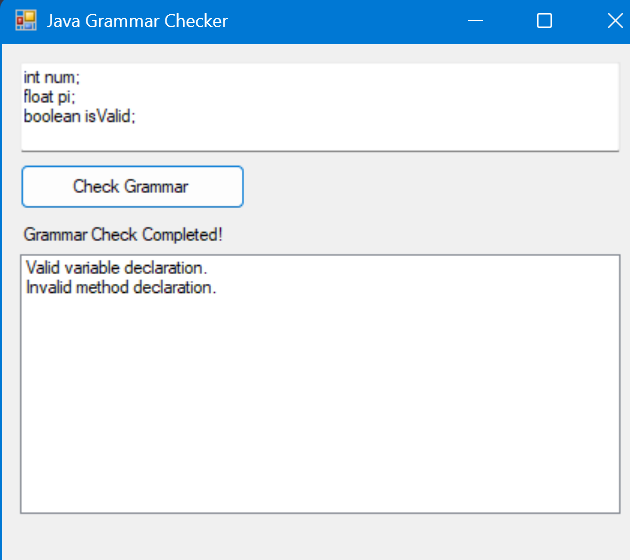 Java Grammar Checker
int num;
float pi;
boolean isValid;
Check Grammar
Grammar Check Completed!
Valid variable declaration.
Invalid method declaration.